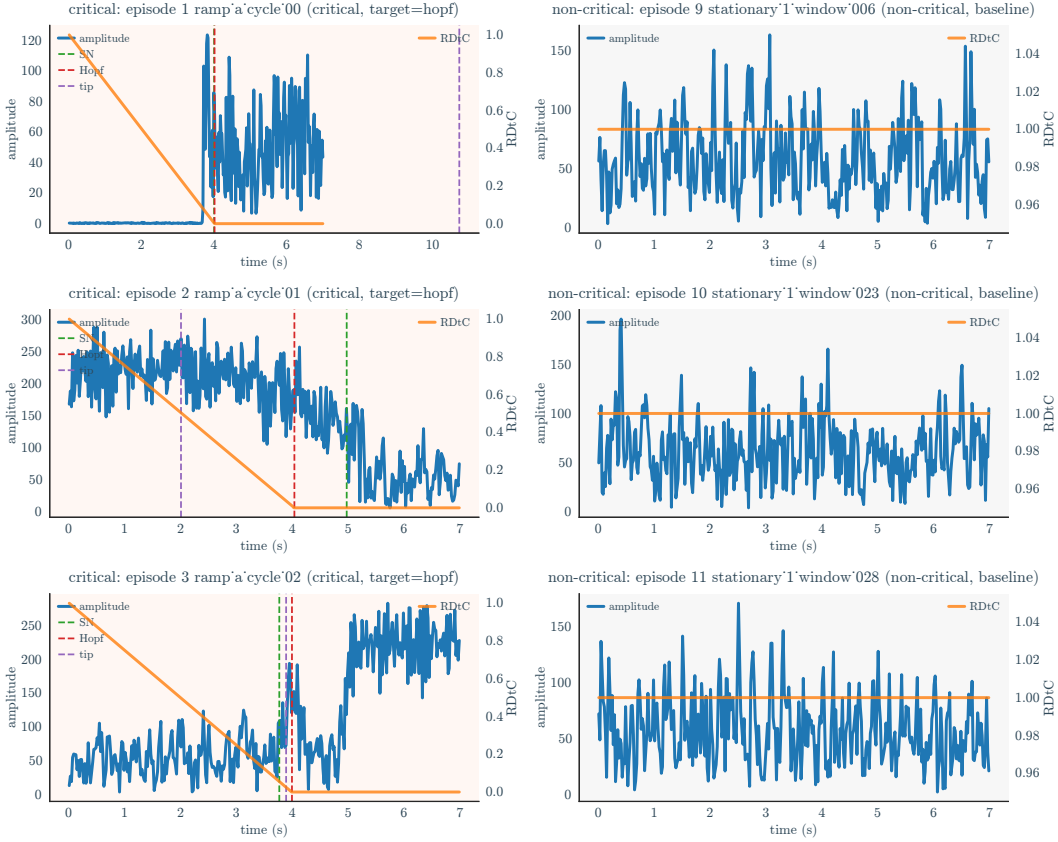 critical: episode 1 ramp˙a˙cycle˙00 (critical, target=hopf)
amplitude
SN
Hopf
tip
RDtC
120
100
80
60
40
20
0
1.0
0.8
0.6
0.4
0.2
0.0
amplitude
RDtC
0 2 4 6 8 10
time (s)
non-critical: episode 9 stationary˙1˙window˙006 (non-critical, baseline)
amplitude
RDtC
150
100
50
0
1.04
1.02
1.00
0.98
0.96
amplitude
RDtC
0 1 2 3 4 5 6 7
time (s)
critical: episode 2 ramp˙a˙cycle˙01 (critical, target=hopf)
amplitude
SN
Hopf
tip
RDtC
300
250
200
150
100
50
0
1.0
0.8
0.6
0.4
0.2
0.0
amplitude
RDtC
0 1 2 3 4 5 6 7
time (s)
non-critical: episode 10 stationary˙1˙window˙023 (non-critical, baseline)
amplitude
RDtC
200
150
100
50
0
1.04
1.02
1.00
0.98
0.96
amplitude
RDtC
0 1 2 3 4 5 6 7
time (s)
critical: episode 3 ramp˙a˙cycle˙02 (critical, target=hopf)
amplitude
SN
Hopf
tip
RDtC
250
200
150
100
50
0
1.0
0.8
0.6
0.4
0.2
0.0
amplitude
RDtC
0 1 2 3 4 5 6 7
time (s)
non-critical: episode 11 stationary˙1˙window˙028 (non-critical, baseline)
amplitude
RDtC
150
100
50
0
1.04
1.02
1.00
0.98
0.96
amplitude
RDtC
0 1 2 3 4 5 6 7
time (s)